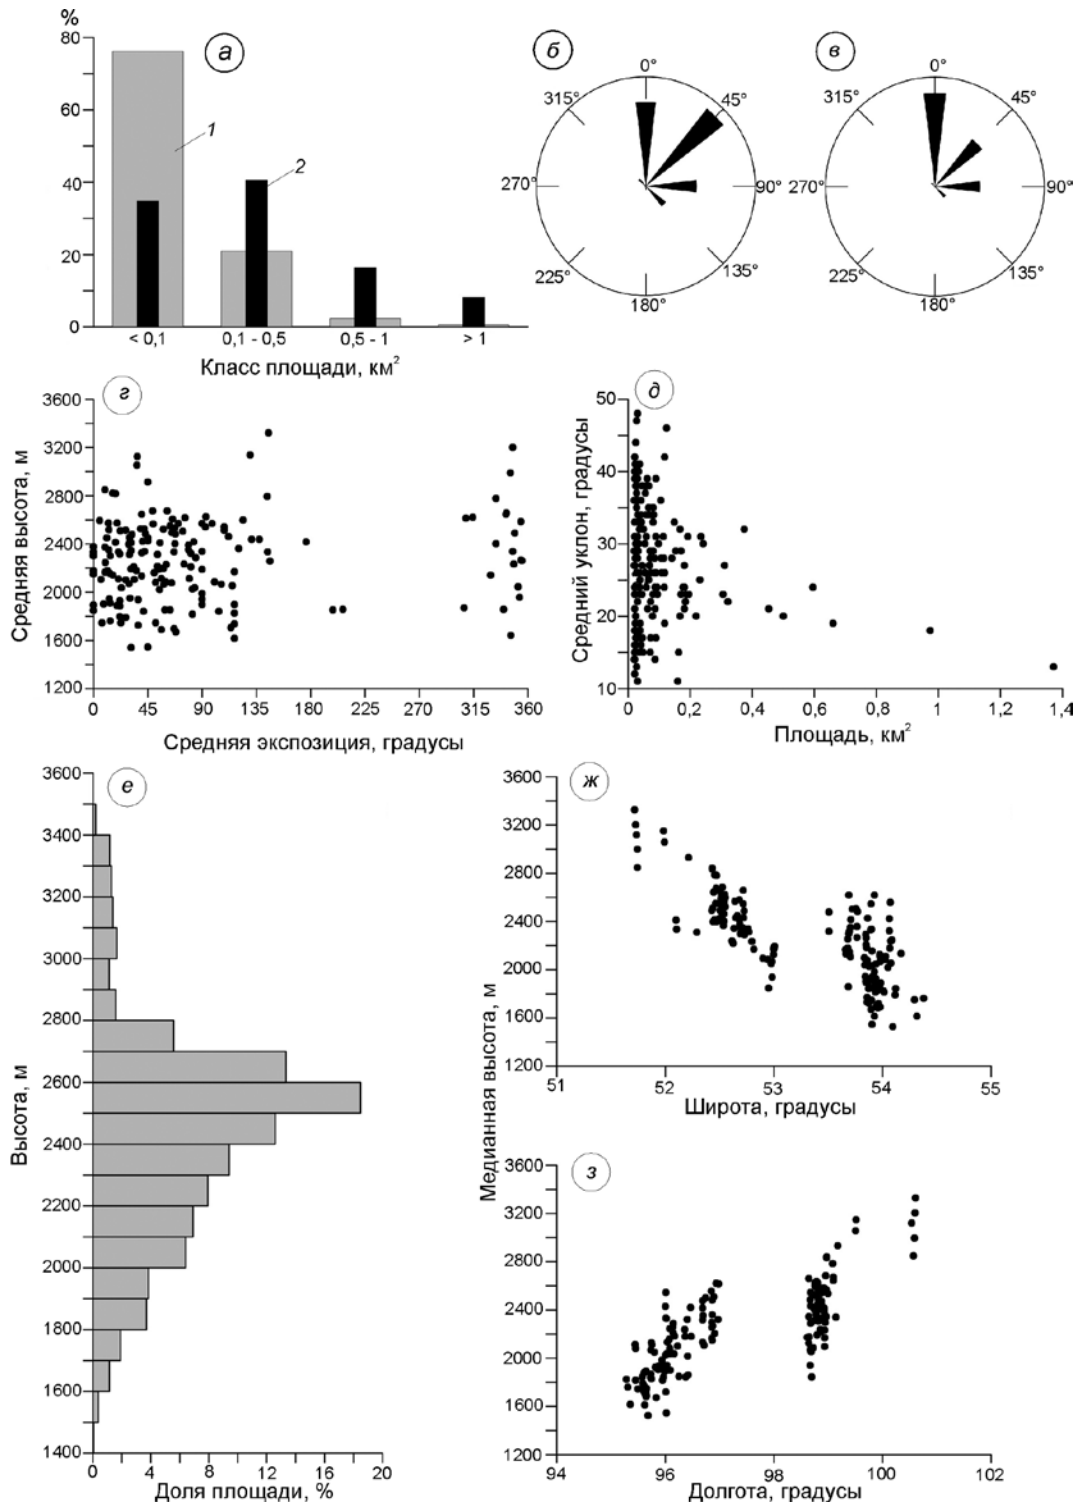 %
а
80
60
40
20
0
1
2
< 0,1
0,1 - 0,5
0,5 - 1
> 1
Класс площади, км²
б
0°
45°
90°
135°
180°
225°
270°
315°
в
0°
45°
90°
135°
180°
225°
270°
315°
г
Средняя высота, м
3600
3200
2800
2400
2000
1600
1200
0 45 90 135 180 225 270 315 360
Средняя экспозиция, градусы
д
Средний уклон, градусы
50
40
30
20
10
0 0,2 0,4 0,6 0,8 1 1,2 1,4
Площадь, км²
е
Высота, м
3600
3400
3200
3000
2800
2600
2400
2200
2000
1800
1600
1400
0 4 8 12 16 20
Доля площади, %
ж
Медианная высота, м
3600
3200
2800
2400
2000
1600
1200
51 52 53 54 55
Широта, градусы
з
3600
3200
2800
2400
2000
1600
1200
94 96 98 100 102
Долгота, градусы